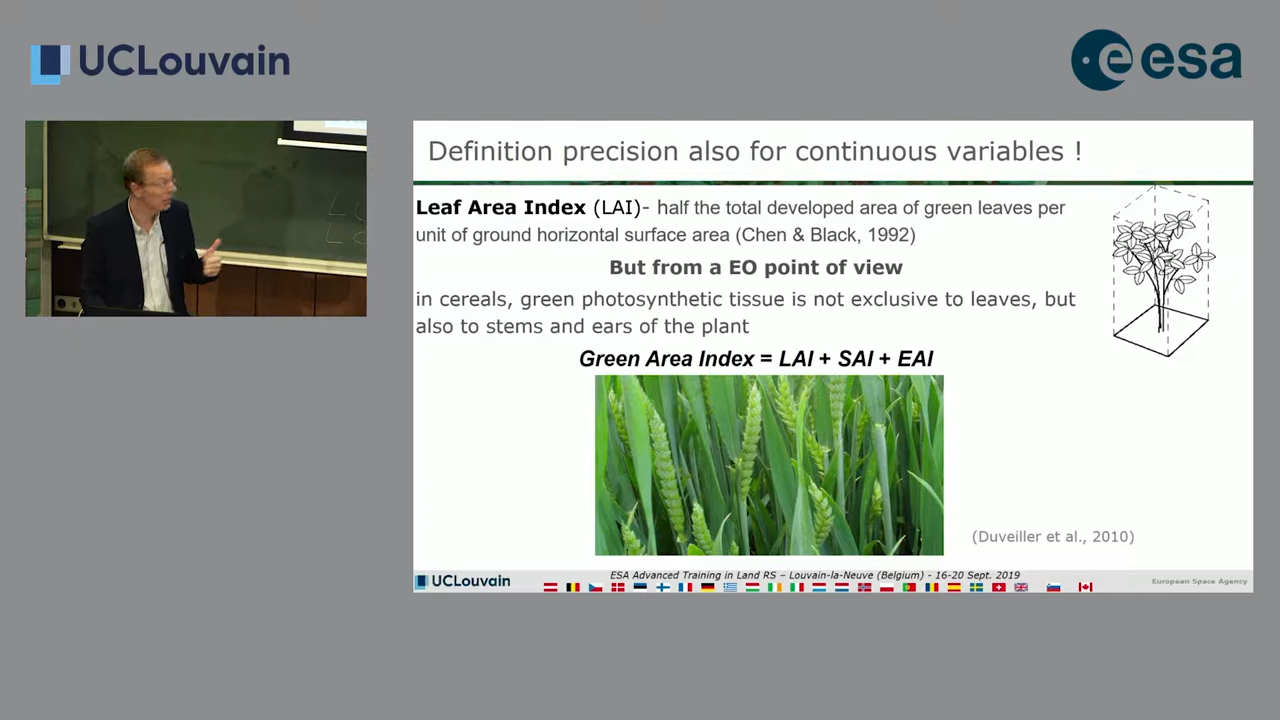 UCLouvain
esa
Definition precision also for continuous variables !
Leaf Area Index (LAI)- half the total developed area of green leaves per
unit of ground horizontal surface area (Chen & Black, 1992)
But from a EO point of view
in cereals, green photosynthetic tissue is not exclusive to leaves, but
also to stems and ears of the plant
Green Area Index = LAI + SAI + EAI
(Duveiller et al., 2010)
UCLouvain
ESA Advanced Training in Land RS – Louvain-la-Neuve (Belgium) - 16-20 Sept. 2019
European Space Agency